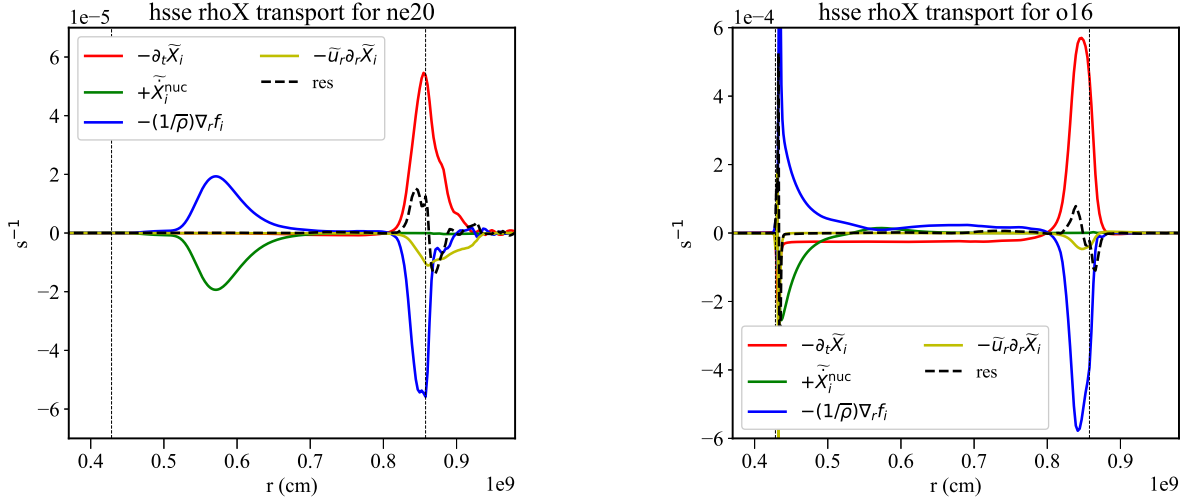 hsse rhoX transport for ne20
1e−5
−∂ₜX̃ᵢ
+Ẋ̃ᵢⁿᵘᶜ
−(1/ρ̅)∇ᵣfᵢ
−ũᵣ∂ᵣX̃ᵢ
res
6
4
2
0
−2
−4
−6
s⁻¹
0.4 0.5 0.6 0.7 0.8 0.9
r (cm)
1e9
hsse rhoX transport for o16
1e−4
6
4
2
0
−2
−4
−6
s⁻¹
−∂ₜX̃ᵢ
+Ẋ̃ᵢⁿᵘᶜ
−(1/ρ̅)∇ᵣfᵢ
−ũᵣ∂ᵣX̃ᵢ
res
0.4 0.5 0.6 0.7 0.8 0.9
r (cm)
1e9